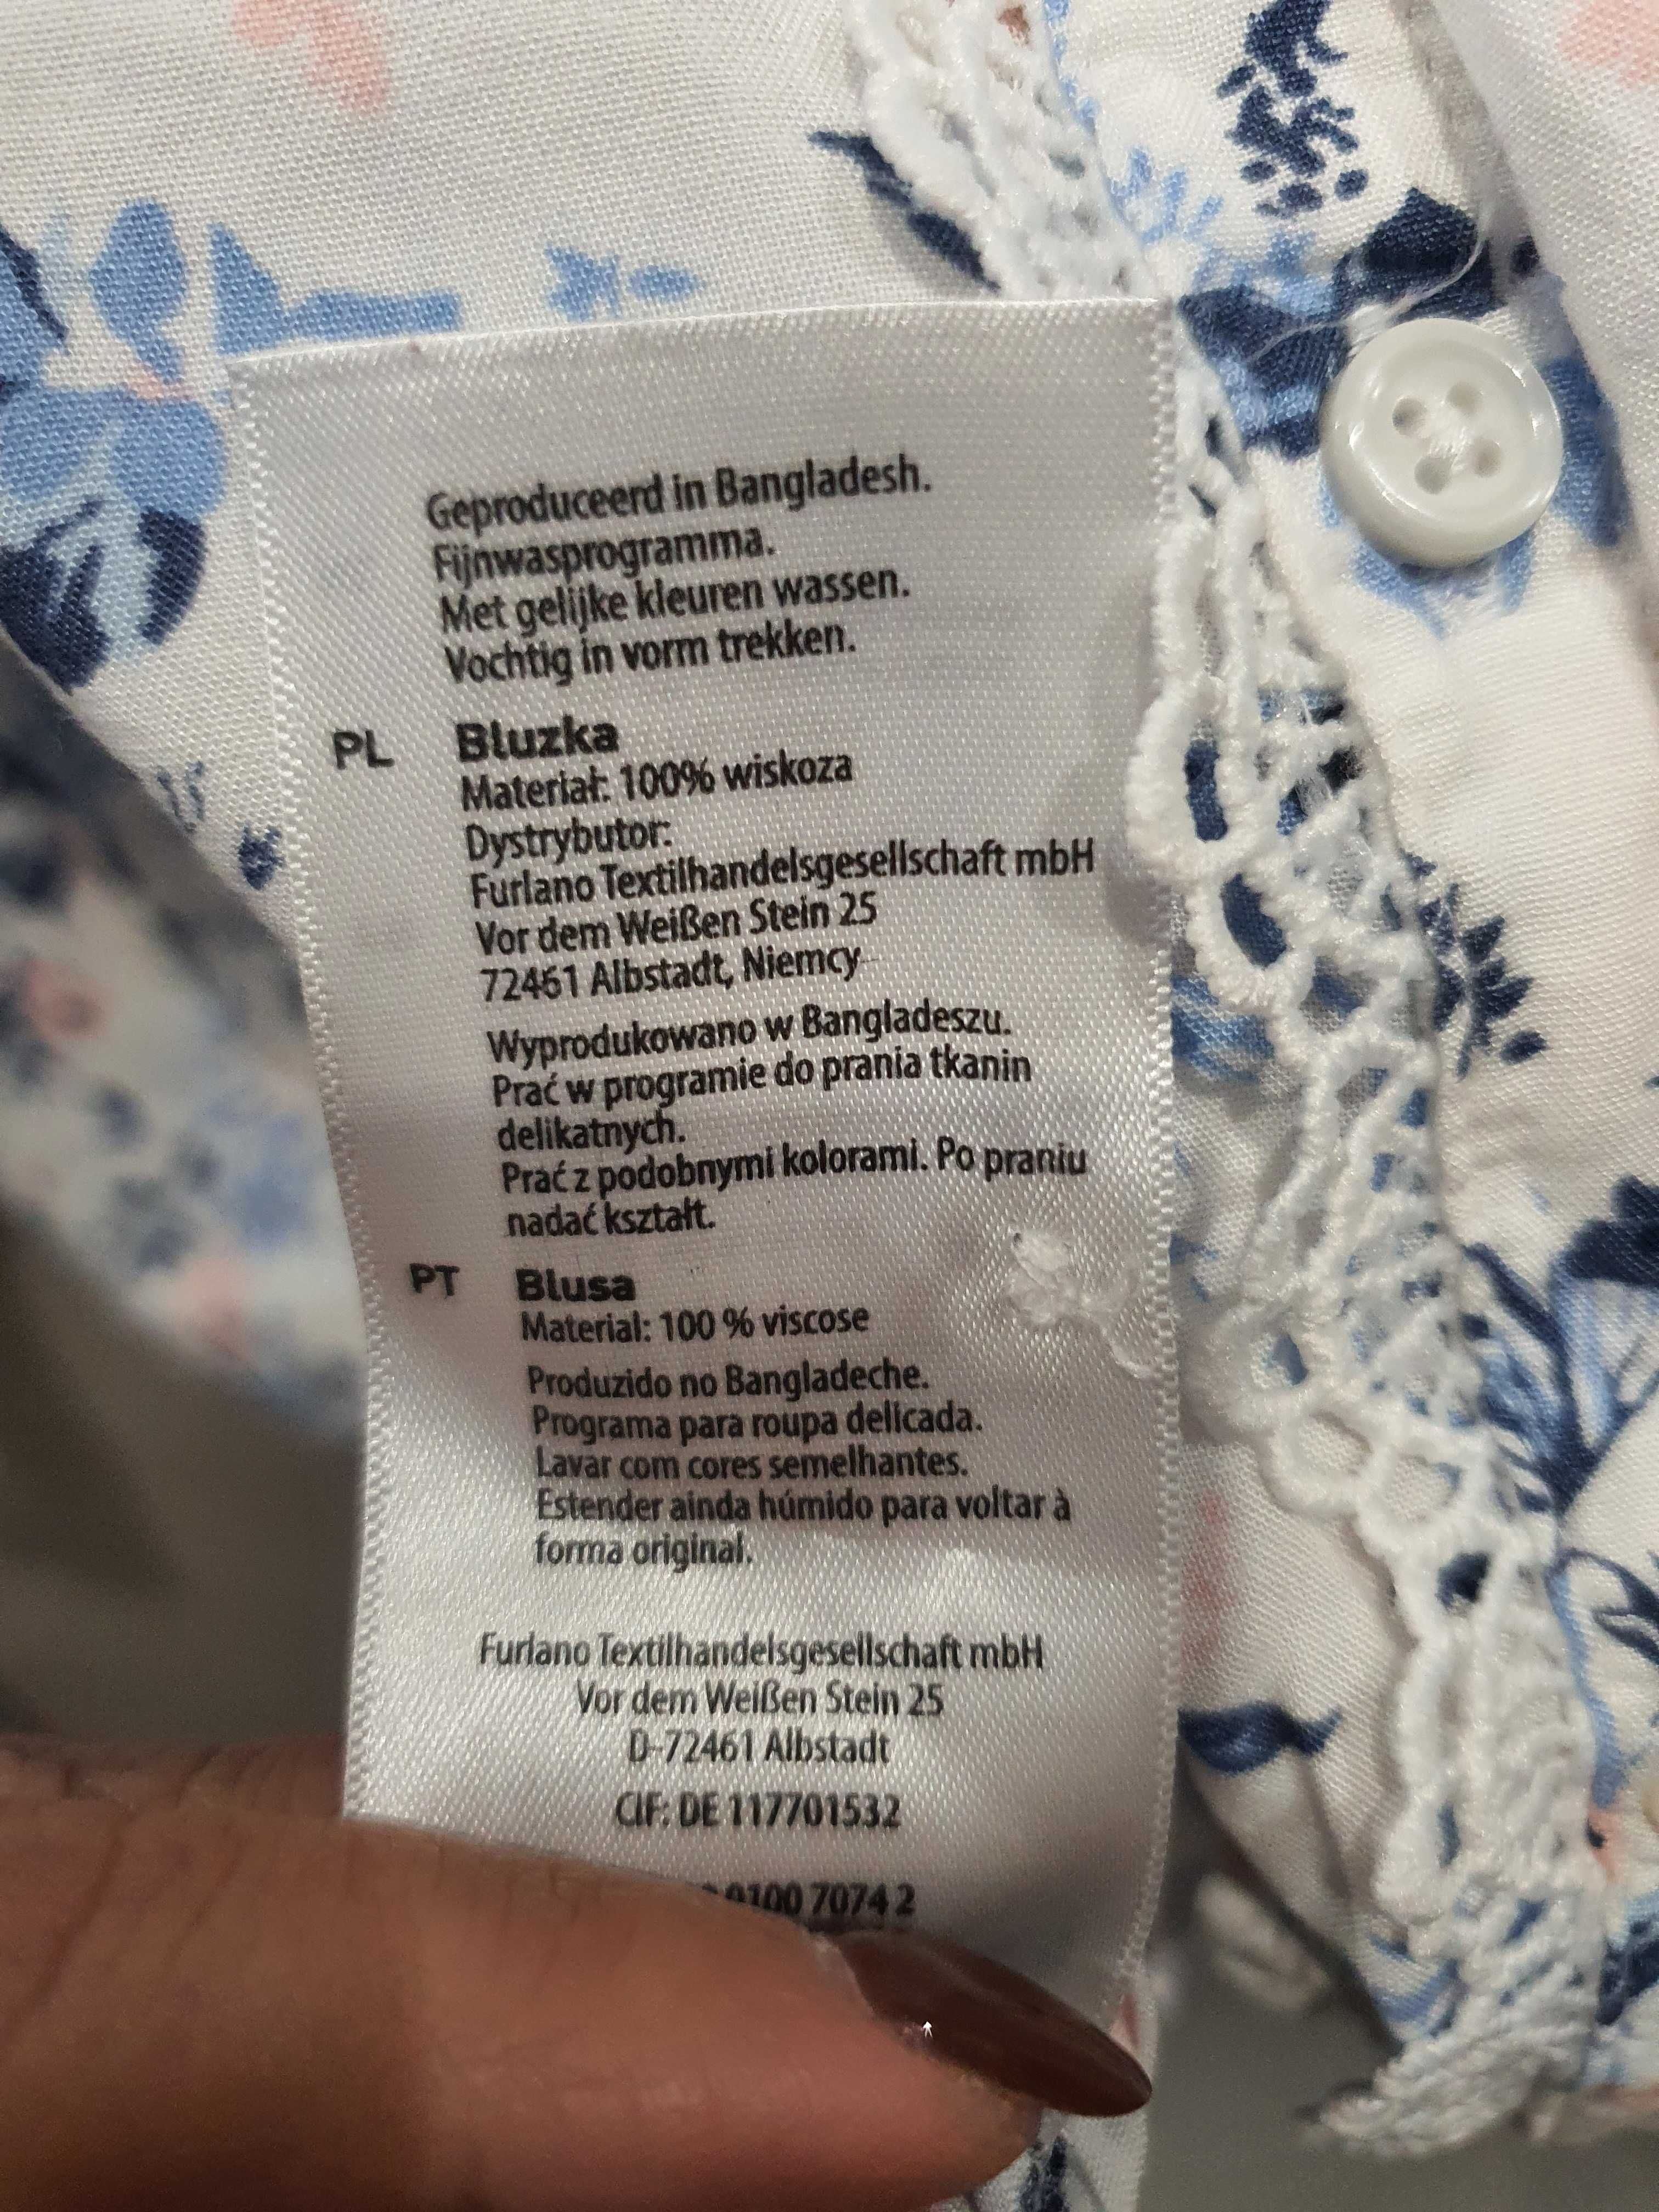 Geproduceerd in Bangladesh.
Fijnwasprogramma.
Met gelijke kleuren wassen.
Vochtig in vorm trekken.
PL Bluzka
Materiał: 100% wiskoza
Dystrybutor:
Furlano Textilhandelsgesellschaft mbH
Vor dem Weißen Stein 25
72461 Albstadt, Niemcy
Wyprodukowano w Bangladeszu.
Prać w programie do prania tkanin
delikatnych.
Prać z podobnymi kolorami. Po praniu
nadać kształt.
PT Blusa
Material: 100 % viscose
Produzido no Bangladeche.
Programa para roupa delicada.
Lavar com cores semelhantes.
Estender ainda húmido para voltar à
forma original.
Furlano Textilhandelsgesellschaft mbH
Vor dem Weißen Stein 25
D-72461 Albstadt
CIF: DE 117701532
0100 7074 2